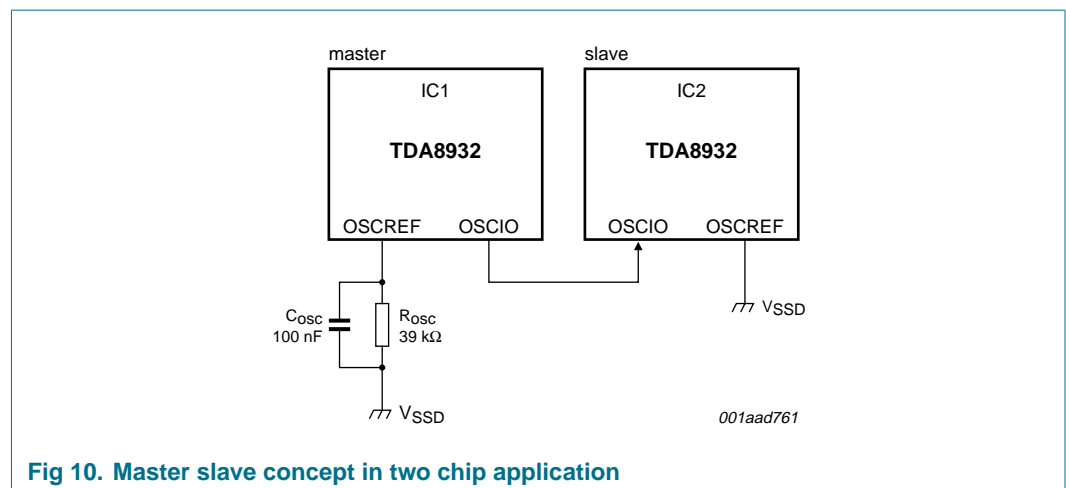 master
slave
IC1
IC2
TDA8932
TDA8932
OSCREF OSCIO
OSCIO OSCREF
Cosc
100 nF
Rosc
39 kΩ
VSSD
VSSD
001aad761
Fig 10. Master slave concept in two chip application